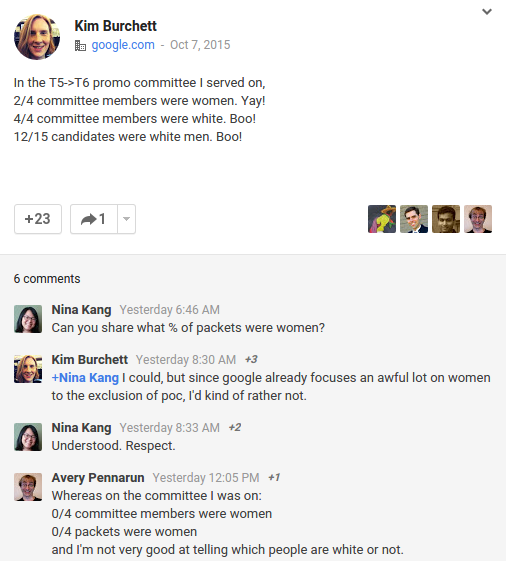 Kim Burchett
google.com - Oct 7, 2015
In the T5->T6 promo committee I served on,
2/4 committee members were women. Yay!
4/4 committee members were white. Boo!
12/15 candidates were white men. Boo!
+23
1
6 comments
Nina Kang Yesterday 6:46 AM
Can you share what % of packets were women?
Kim Burchett Yesterday 8:30 AM +3
+Nina Kang I could, but since google already focuses an awful lot on women
to the exclusion of poc, I'd kind of rather not.
Nina Kang Yesterday 8:33 AM +2
Understood. Respect.
Avery Pennarun Yesterday 12:05 PM +1
Whereas on the committee I was on:
0/4 committee members were women
0/4 packets were women
and I'm not very good at telling which people are white or not.